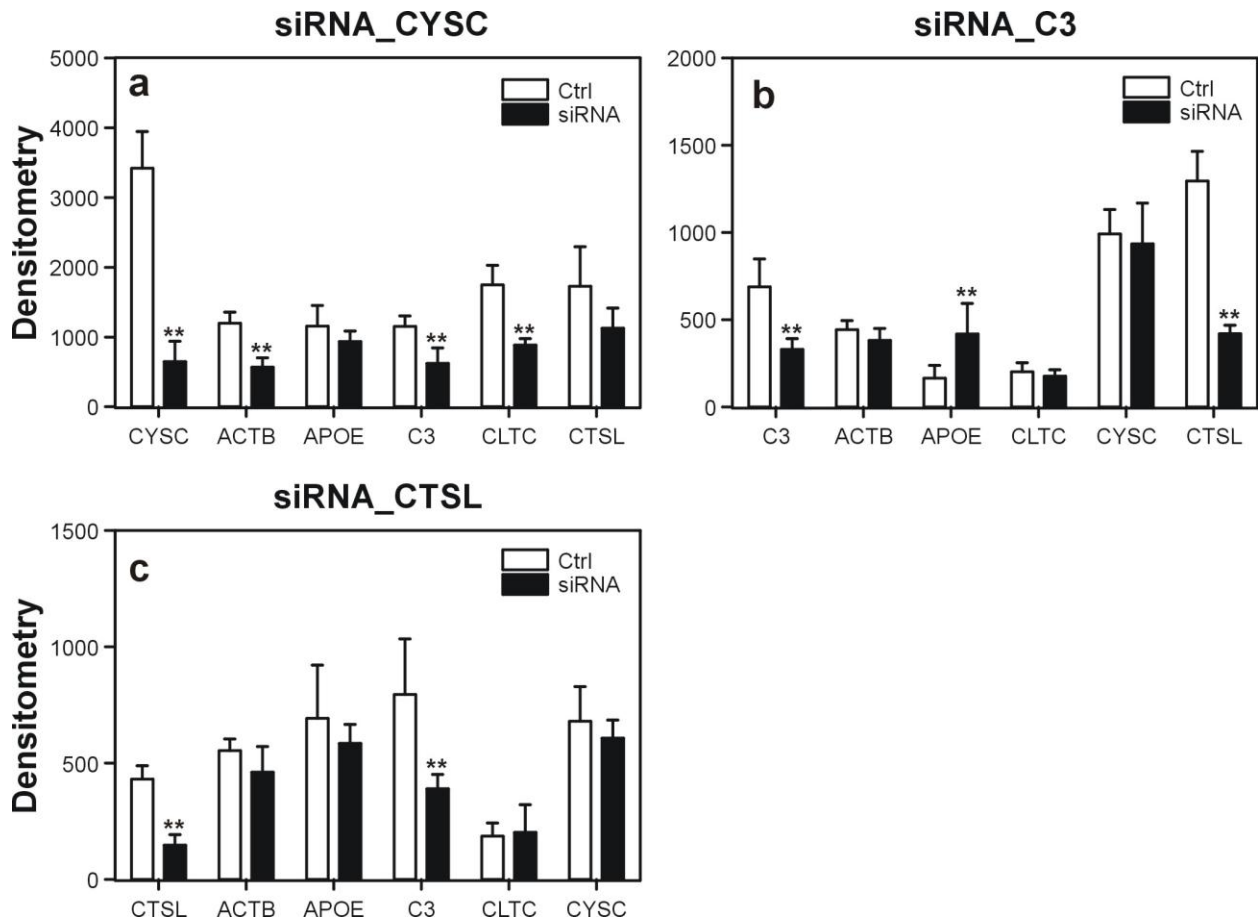 siRNA_CYSC
a
Ctrl
siRNA
Densitometry
5000
4000
3000
2000
1000
0
**
**
**
**
CYSC ACTB APOE C3 CLTC CTSL
siRNA_C3
b
Ctrl
siRNA
2000
1500
1000
500
0
**
**
**
C3 ACTB APOE CLTC CYSC CTSL
siRNA_CTSL
c
Ctrl
siRNA
Densitometry
1500
1000
500
0
**
**
CTSL ACTB APOE C3 CLTC CYSC